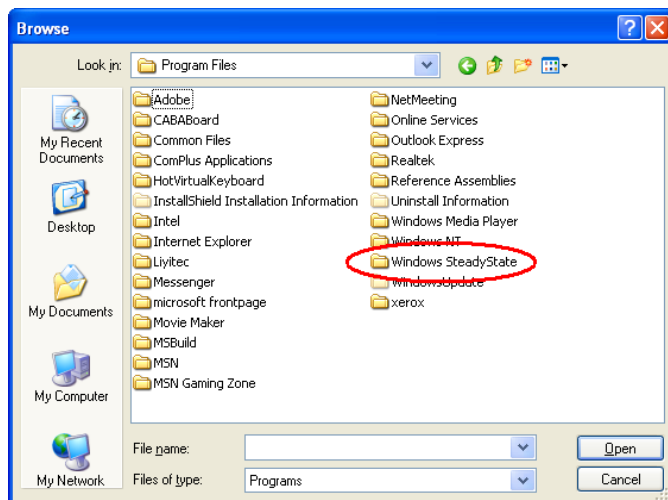 Browse
Look in:
Program Files
My Recent
Documents
Desktop
My Documents
My Computer
My Network
Adobe
CABABoard
Common Files
ComPlus Applications
HotVirtualKeyboard
InstallShield Installation Information
Intel
Internet Explorer
Liyitec
Messenger
microsoft frontpage
Movie Maker
MSBuild
MSN
MSN Gaming Zone
NetMeeting
Online Services
Outlook Express
Realtek
Reference Assemblies
Uninstall Information
Windows Media Player
Windows NT
Windows SteadyState
WindowsUpdate
xerox
File name:
Open
Files of type:
Programs
Cancel